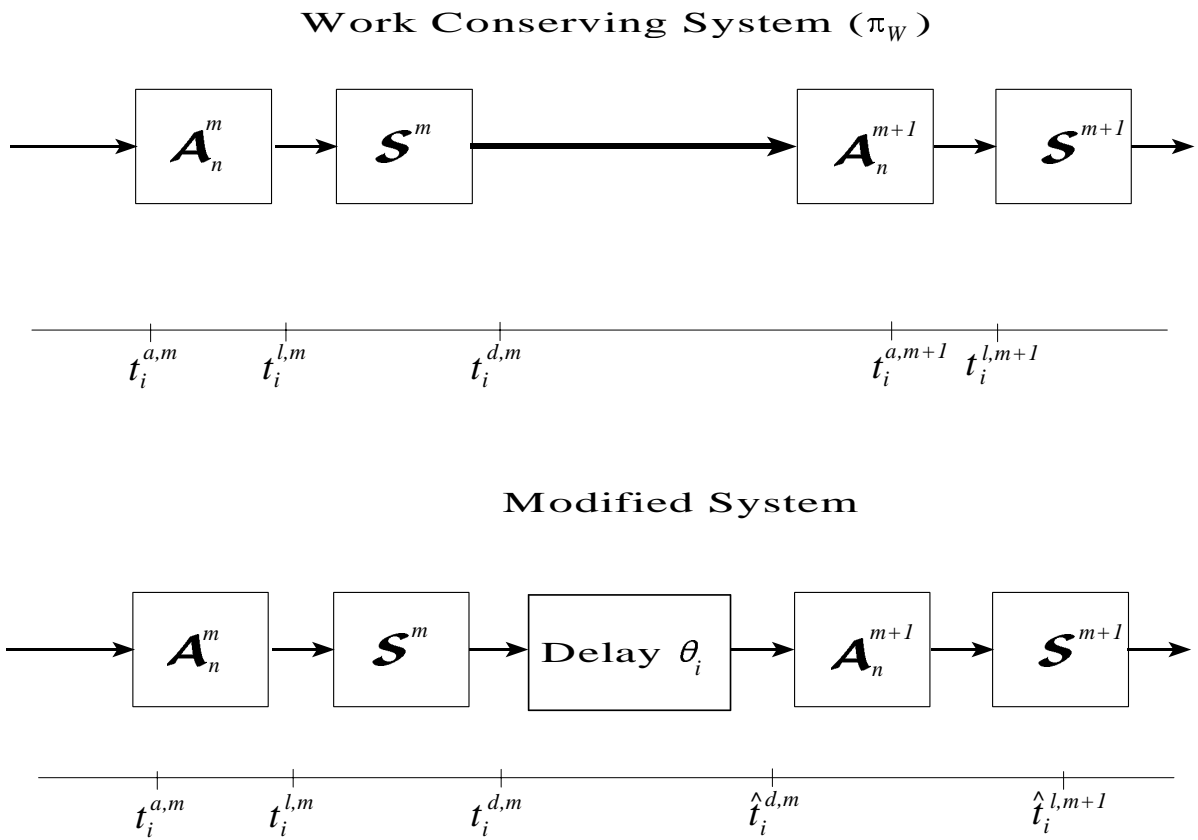 Work Conserving System (π_W)
𝓐_n^m 𝓢^m 𝓐_n^{m+1} 𝓢^{m+1}
t_i^{a,m} t_i^{l,m} t_i^{d,m} t_i^{a,m+1} t_i^{l,m+1}
Modified System
𝓐_n^m 𝓢^m Delay θ_i 𝓐_n^{m+1} 𝓢^{m+1}
t_i^{a,m} t_i^{l,m} t_i^{d,m} t̂_i^{d,m} t̂_i^{l,m+1}